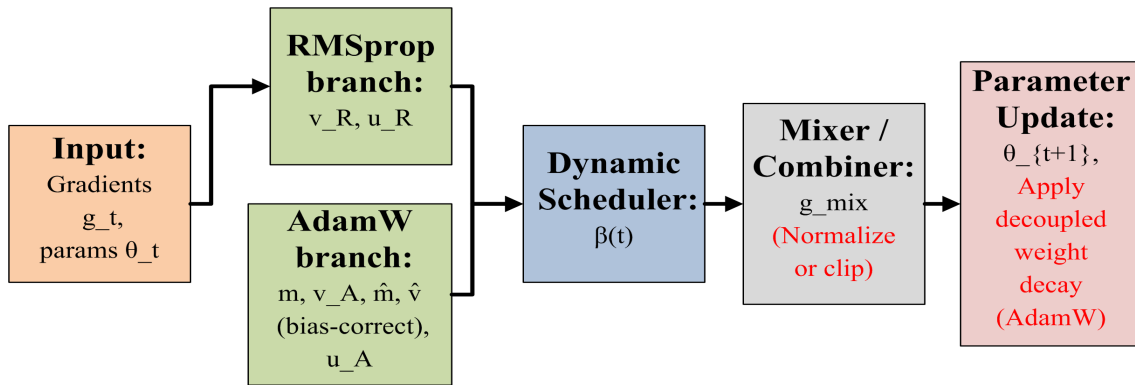 Input:
Gradients
g_t,
params θ_t
RMSprop
branch:
v_R, u_R
AdamW
branch:
m, v_A, m̂, v̂
(bias-correct),
u_A
Dynamic
Scheduler:
β(t)
Mixer /
Combiner:
g_mix
(Normalize
or clip)
Parameter
Update:
θ_{t+1},
Apply
decoupled
weight
decay
(AdamW)